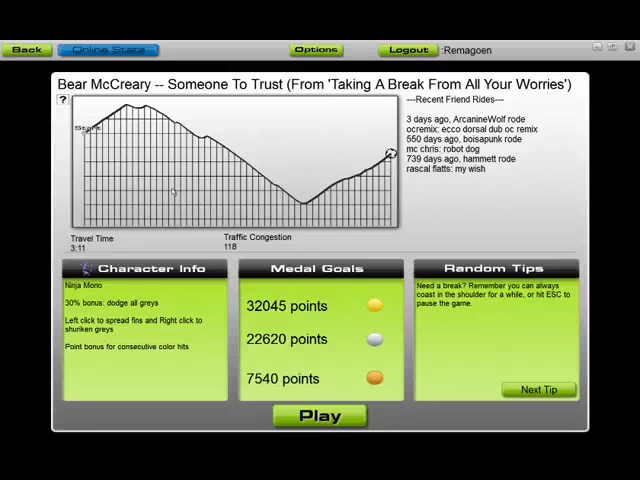 Back
Online Stats
Options
Logout :Remagoen
Bear McCreary -- Someone To Trust (From 'Taking A Break From All Your Worries')
?
Start
Travel Time
3:11
Traffic Congestion
118
---Recent Friend Rides---
3 days ago, ArcanineWolf rode
ocremix: ecco dorsal dub oc remix
550 days ago, boisapunk rode
mc chris: robot dog
739 days ago, hammett rode
rascal flatts: my wish
Character Info
Ninja Mono
30% bonus: dodge all greys
Left click to spread fins and Right click to
shuriken greys
Point bonus for consecutive color hits
Medal Goals
32045 points
22620 points
7540 points
Random Tips
Need a break? Remember you can always
coast in the shoulder for a while, or hit ESC to
pause the game.
Next Tip
Play